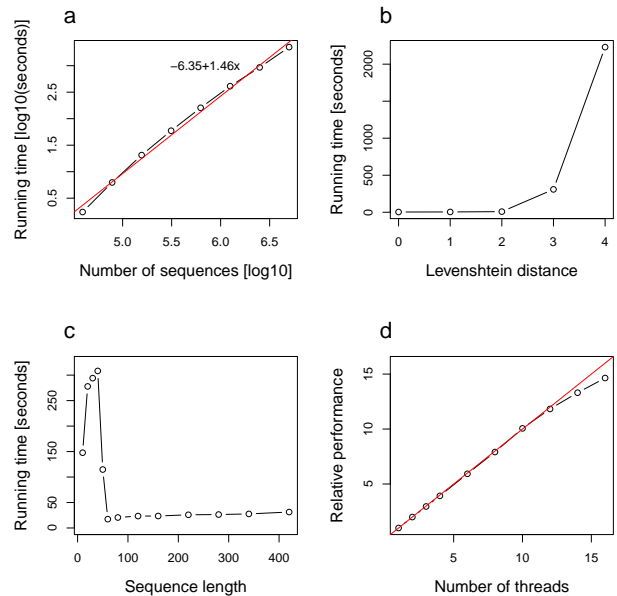 a
Running time [log10(seconds)]
0.5 1.5 2.5
−6.35+1.46x
5.0 5.5 6.0 6.5
Number of sequences [log10]
b
Running time [seconds]
0 500 1000 2000
0 1 2 3 4
Levenshtein distance
c
Running time [seconds]
0 50 150 250
0 100 200 300 400
Sequence length
d
Relative performance
5 10 15
5 10 15
Number of threads